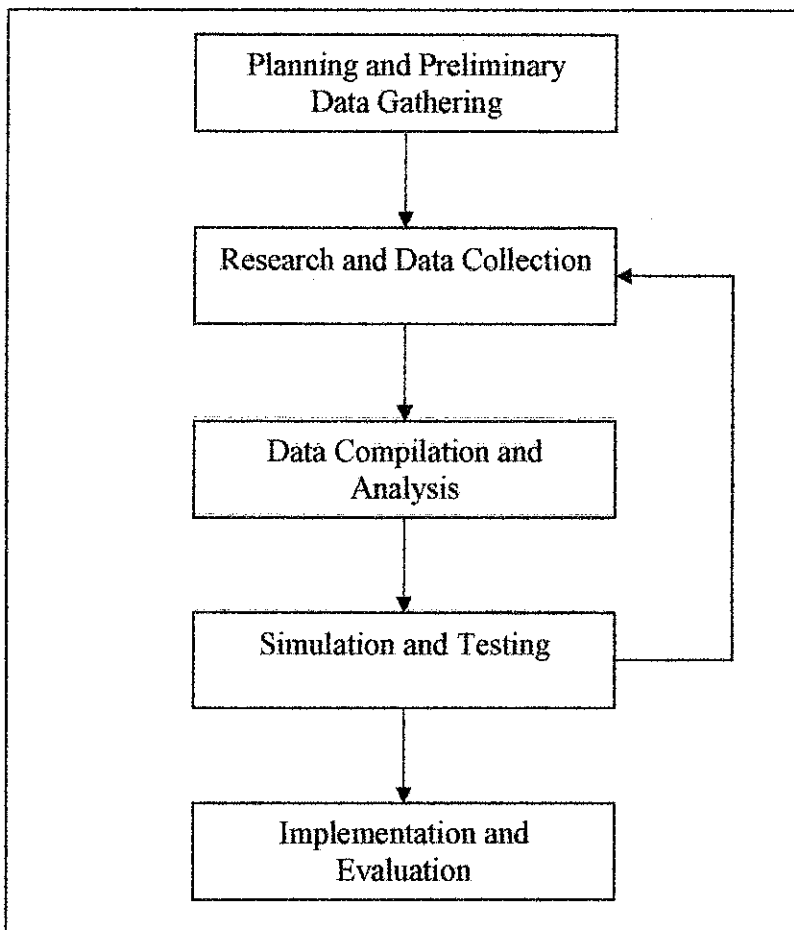 Planning and Preliminary
Data Gathering
Research and Data Collection
Data Compilation and
Analysis
Simulation and Testing
Implementation and
Evaluation